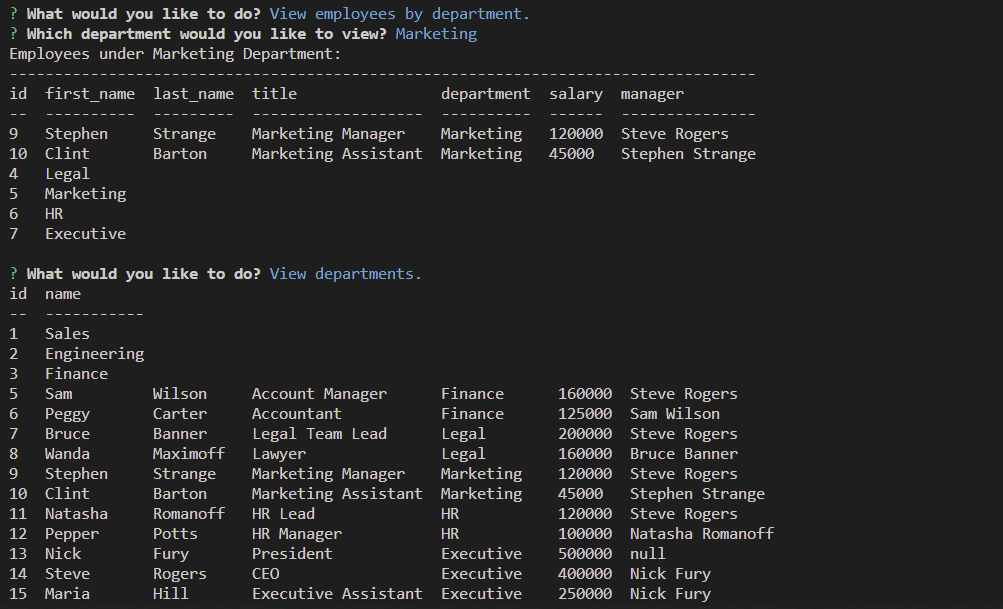 ? What would you like to do? View employees by department.
? Which department would you like to view? Marketing
Employees under Marketing Department:
-----------------------------------------------------------------------------------
id  first_name  last_name  title                department  salary  manager
--  ----------  ---------  -------------------  ----------  ------  ---------------
9   Stephen     Strange    Marketing Manager    Marketing   120000  Steve Rogers
10  Clint       Barton     Marketing Assistant  Marketing   45000   Stephen Strange
4   Legal
5   Marketing
6   HR
7   Executive
? What would you like to do? View departments.
id  name
--  -----------
1   Sales
2   Engineering
3   Finance
5   Sam         Wilson     Account Manager      Finance      160000  Steve Rogers
6   Peggy       Carter     Accountant           Finance      125000  Sam Wilson
7   Bruce       Banner     Legal Team Lead      Legal        200000  Steve Rogers
8   Wanda       Maximoff   Lawyer               Legal        160000  Bruce Banner
9   Stephen     Strange    Marketing Manager    Marketing    120000  Steve Rogers
10  Clint       Barton     Marketing Assistant  Marketing    45000   Stephen Strange
11  Natasha     Romanoff   HR Lead              HR           120000  Steve Rogers
12  Pepper      Potts      HR Manager           HR           100000  Natasha Romanoff
13  Nick        Fury       President            Executive    500000  null
14  Steve       Rogers     CEO                  Executive    400000  Nick Fury
15  Maria       Hill       Executive Assistant  Executive    250000  Nick Fury